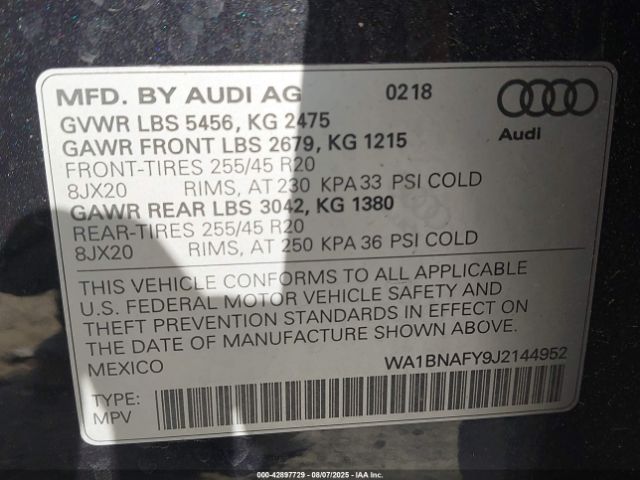 MFD. BY AUDI AG 0218
GVWR LBS 5456, KG 2475
GAWR FRONT LBS 2679, KG 1215
Audi
FRONT-TIRES 255/45 R20
8JX20 RIMS, AT 230 KPA 33 PSI COLD
GAWR REAR LBS 3042, KG 1380
REAR-TIRES 255/45 R20
8JX20 RIMS, AT 250 KPA 36 PSI COLD
THIS VEHICLE CONFORMS TO ALL APPLICABLE
U.S. FEDERAL MOTOR VEHICLE SAFETY AND
THEFT PREVENTION STANDARDS IN EFFECT ON
THE DATE OF MANUFACTURE SHOWN ABOVE.
MEXICO WA1BNAFY9J2144952
TYPE:
MPV
000-42897729 - 08/07/2025 - IAA Inc.